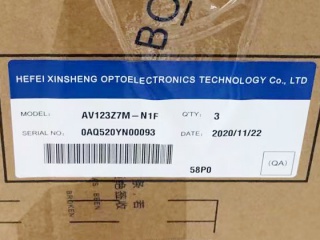 BO
HEFEI XINSHENG OPTOELECTRONICS TECHNOLOGY Co., LTD
MODEL: AV123Z7M-N1F Q'TY: 3
SERIAL NO.: 0AQ520YN00093 DATE: 2020/11/22
58P0
(QA)
BROKEN